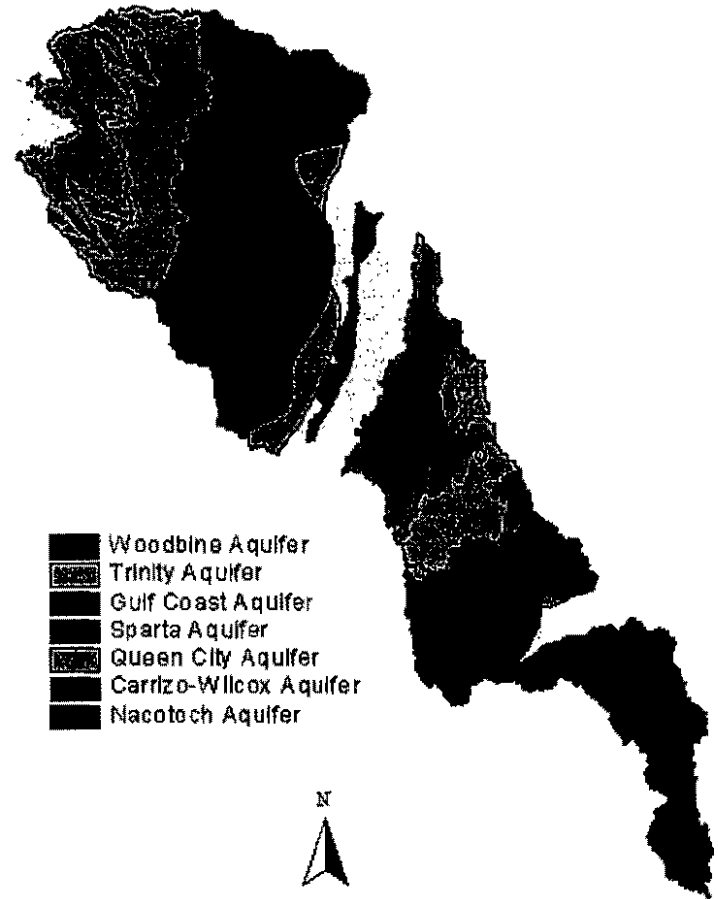 Woodbine Aquifer
Trinity Aquifer
Gulf Coast Aquifer
Sparta Aquifer
Queen City Aquifer
Carrizo-Wilcox Aquifer
Nacotoch Aquifer
N